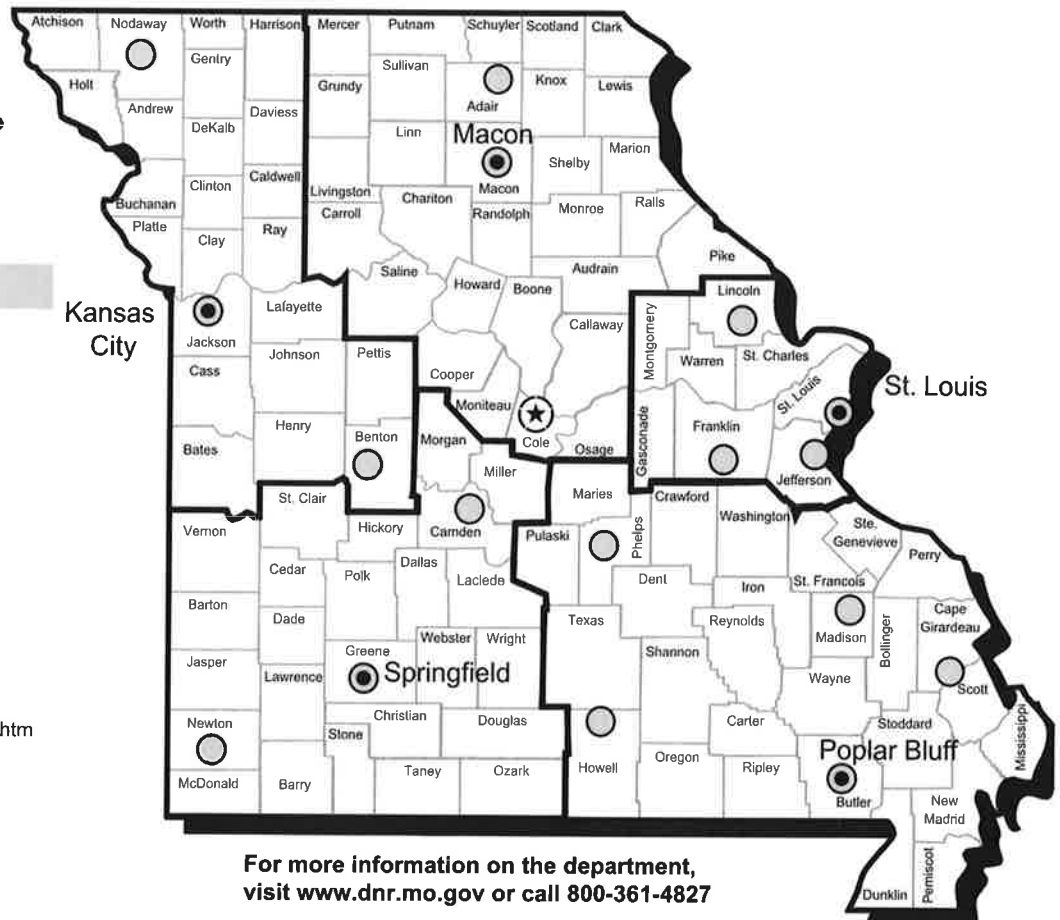 Atchison
Nodaway
Worth
Harrison
Mercer
Putnam
Schuyler
Scotland
Clark
Gentry
Sullivan
Holt
Grundy
Adair
Knox
Lewis
e
Andrew
DeKalb
Daviess
Linn
Macon
Macon
Shelby
Marion
Buchanan
Clinton
Caldwell
Livingston
Chariton
Randolph
Monroe
Ralls
Platte
Clay
Ray
Carroll
Audrain
Pike
Saline
Howard
Boone
Lincoln
Kansas
City
Jackson
Lafayette
Callaway
Montgomery
Warren
St. Charles
Cass
Johnson
Pettis
Cooper
Moniteau
St. Louis
St. Louis
Henry
Benton
Morgan
Cole
Osage
Gasconade
Franklin
Jefferson
Bates
Miller
St. Clair
Maries
Crawford
Vernon
Hickory
Camden
Pulaski
Phelps
Washington
Ste.
Genevieve
Perry
Cedar
Polk
Dallas
Laclede
Dent
Iron
St. Francois
Barton
Dade
Texas
Reynolds
Madison
Bollinger
Cape
Girardeau
Jasper
Greene
Webster
Wright
Shannon
Lawrence
Springfield
Wayne
Scott
Newton
Christian
Douglas
Carter
Stoddard
Mississippi
htm
Stone
Howell
Oregon
Ripley
Poplar Bluff
Butler
McDonald
Barry
Taney
Ozark
New
Madrid
Dunklin
Pemiscot
For more information on the department,
visit www.dnr.mo.gov or call 800-361-4827